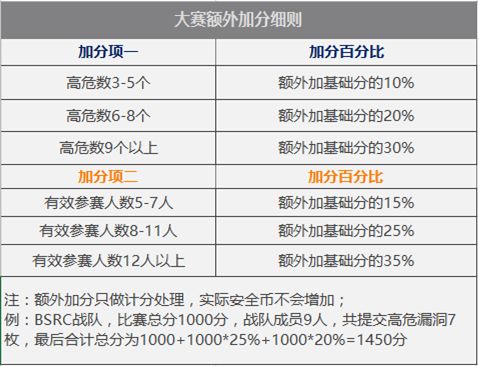 大赛额外加分细则
加分项一 加分百分比
高危数3-5个 额外加基础分的10%
高危数6-8个 额外加基础分的20%
高危数9个以上 额外加基础分的30%
加分项二 加分百分比
有效参赛人数5-7人 额外加基础分的15%
有效参赛人数8-11人 额外加基础分的25%
有效参赛人数12人以上 额外加基础分的35%
注：额外加分只做计分处理，实际安全币不会增加；
例：BSRC战队，比赛总分1000分，战队成员9人，共提交高危漏洞7
枚，最后合计总分为1000+1000*25%+1000*20%=1450分